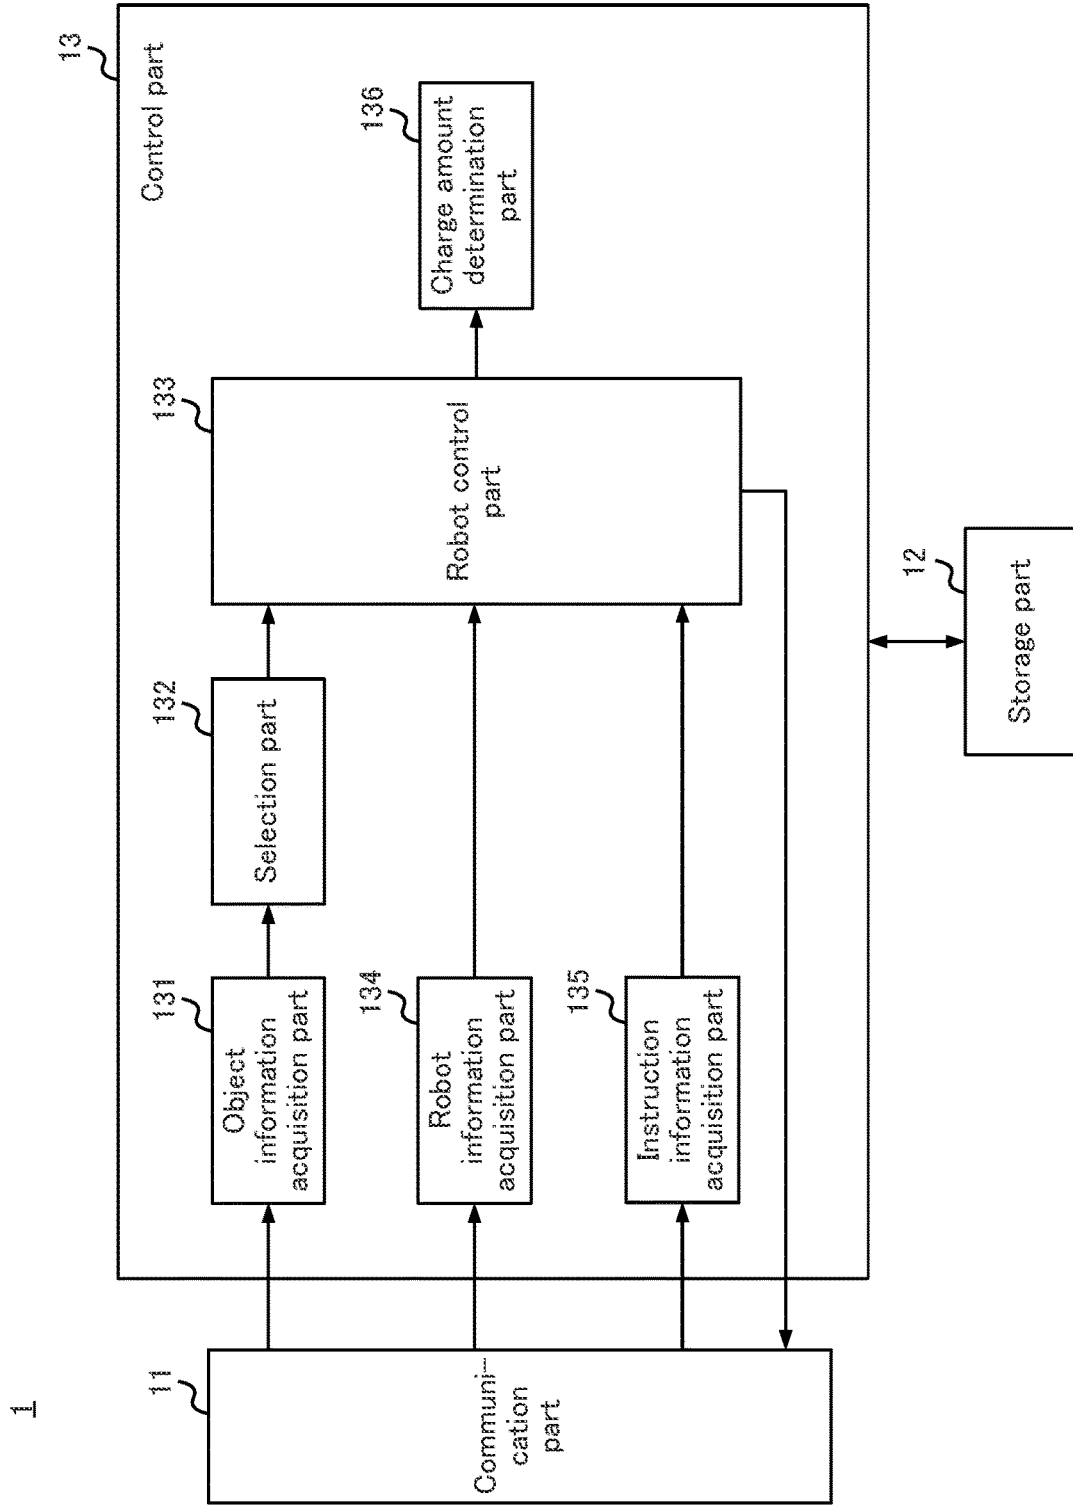 1
13
Control part
11
Communi-
cation
part
131
Object
information
acquisition part
132
Selection part
133
Robot control
part
134
Robot
information
acquisition part
135
Instruction
information
acquisition part
136
Charge amount
determination
part
12
Storage part